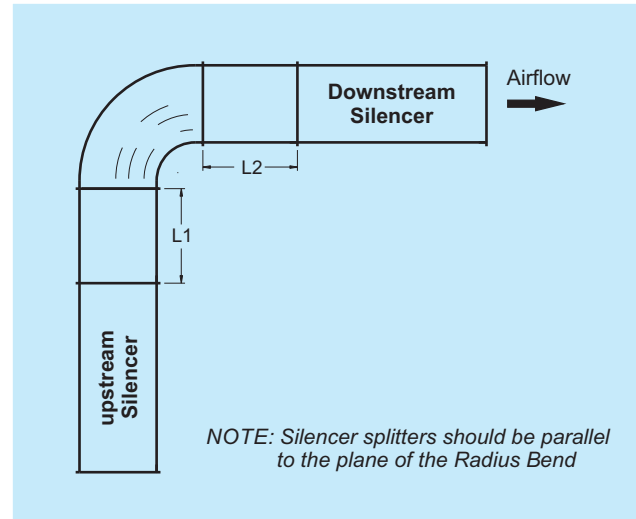 Downstream
Silencer
Airflow
L2
L1
upstream
Silencer
NOTE: Silencer splitters should be parallel
to the plane of the Radius Bend